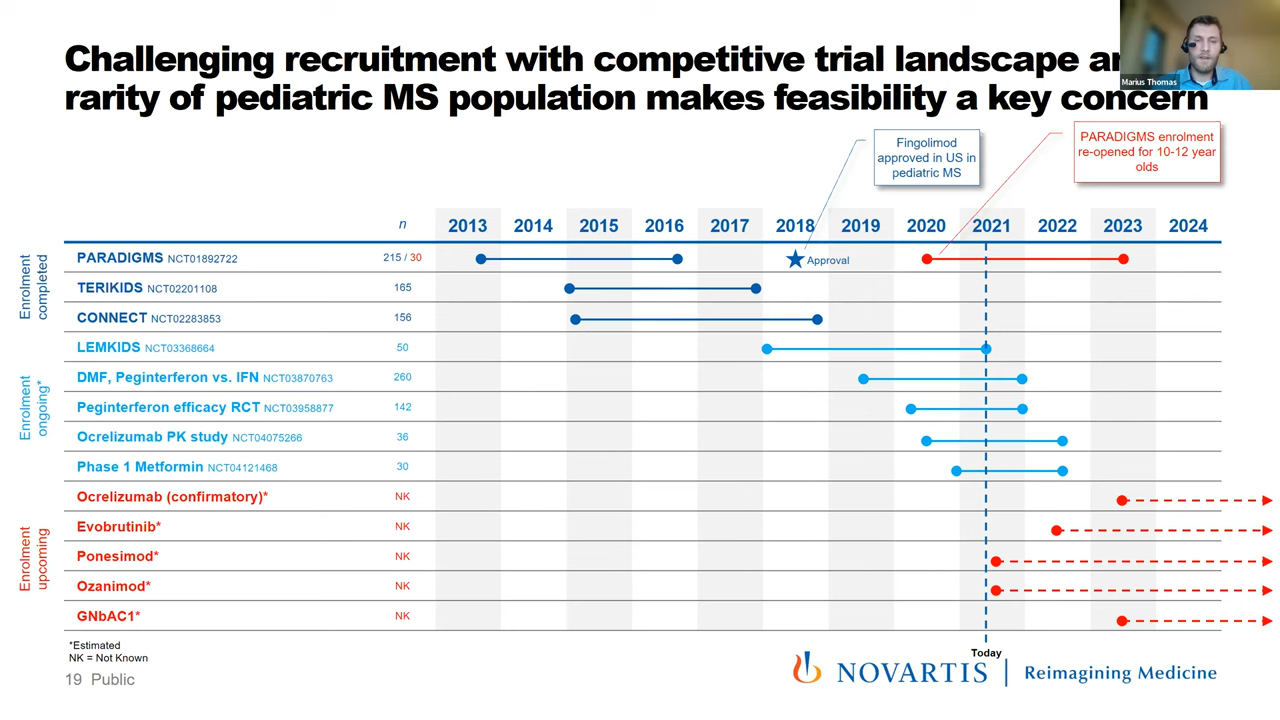 Challenging recruitment with competitive trial landscape
rarity of pediatric MS population makes feasibility a key concern
Marius Thomas
Fingolimod
approved in US in
pediatric MS
PARADIGMS enrolment
re-opened for 10-12 year
olds
n 2013 2014 2015 2016 2017 2018 2019 2020 2021 2022 2023 2024
Enrolment
completed
PARADIGMS NCT01892722 215 / 30 Approval
TERIKIDS NCT02201108 165
CONNECT NCT02283853 156
Enrolment
ongoing*
LEMKIDS NCT03368664 50
DMF, Peginterferon vs. IFN NCT03870763 260
Peginterferon efficacy RCT NCT03958877 142
Ocrelizumab PK study NCT04075266 36
Phase 1 Metformin NCT04121468 30
Enrolment
upcoming
Ocrelizumab (confirmatory)* NK
Evobrutinib* NK
Ponesimod* NK
Ozanimod* NK
GNbAC1* NK
*Estimated
NK = Not Known
Today
19 Public
NOVARTIS | Reimagining Medicine